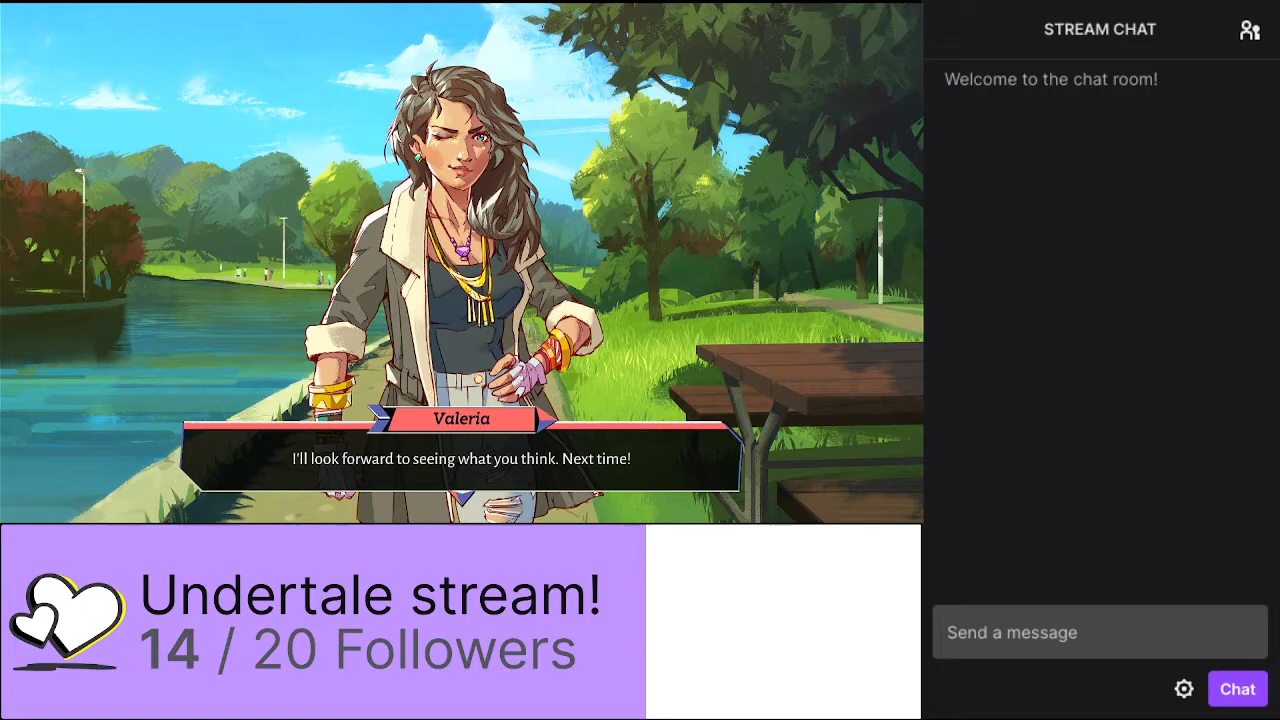 STREAM CHAT
Welcome to the chat room!
Valeria
I'll look forward to seeing what you think. Next time!
Undertale stream!
14 / 20 Followers
Send a message
Chat